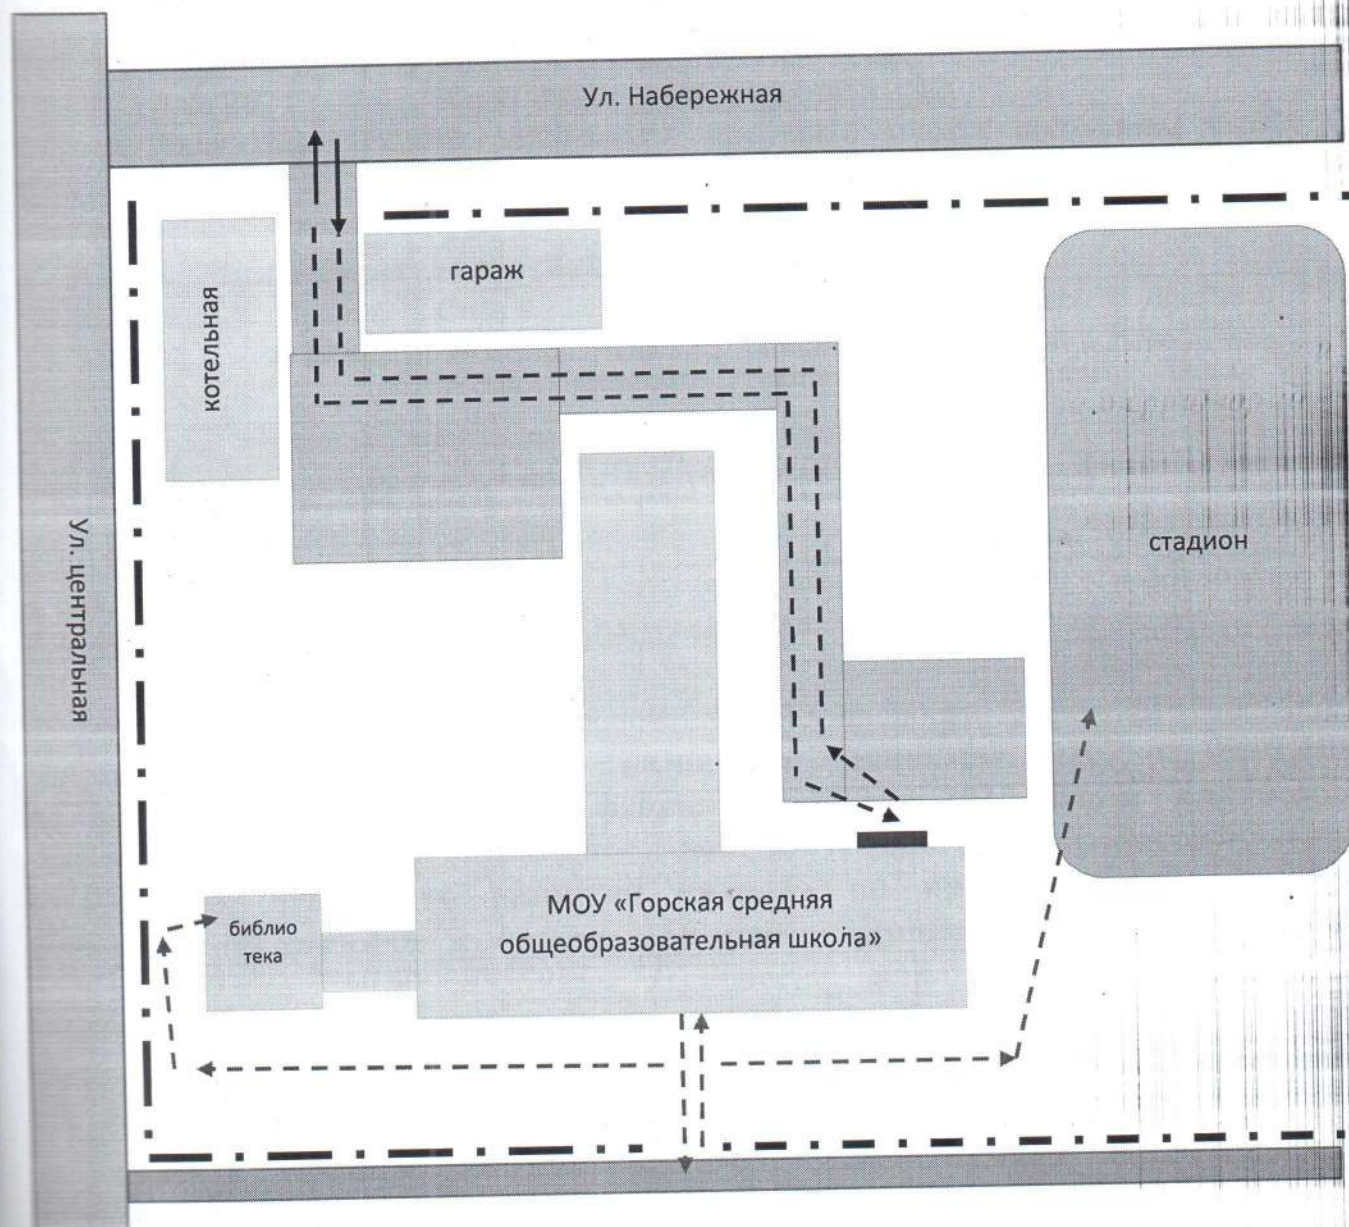 Ул. Набережная
гараж
котельная
стадион
Ул. центральная
МОУ «Горская средняя
общеобразовательная школа»
библио
тека